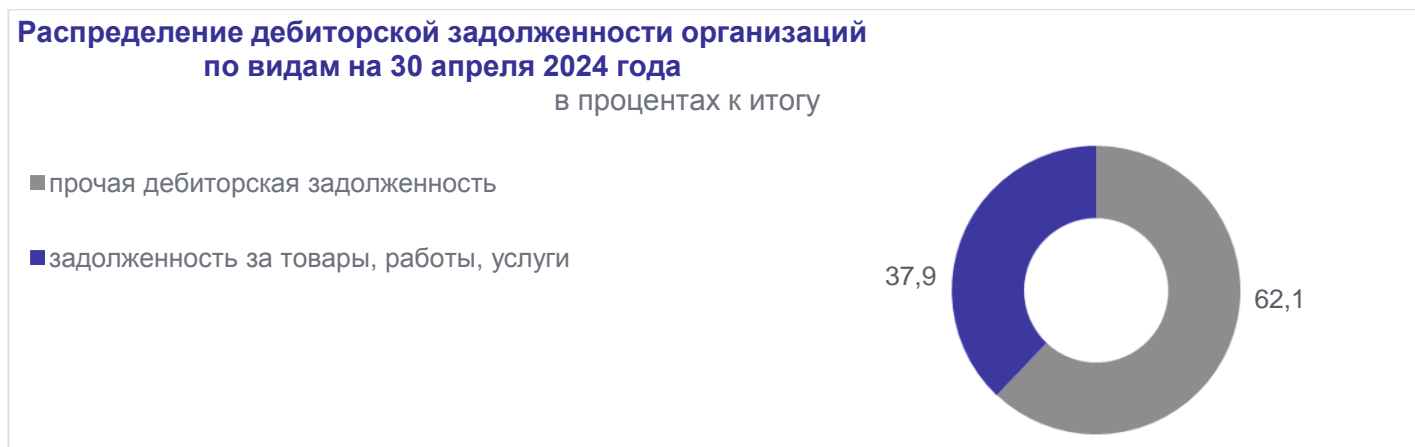 Распределение дебиторской задолженности организаций
по видам на 30 апреля 2024 года
в процентах к итогу
прочая дебиторская задолженность
задолженность за товары, работы, услуги
37,9
62,1